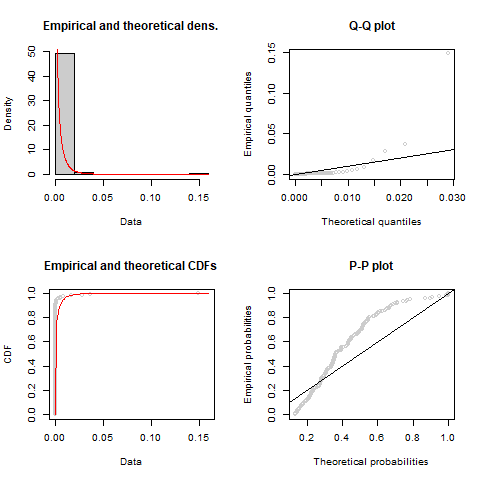 Empirical and theoretical dens.
Density
0 10 20 30 40 50
0.00 0.05 0.10 0.15
Data
Q-Q plot
Empirical quantiles
0.00 0.05 0.10 0.15
0.000 0.010 0.020 0.030
Theoretical quantiles
Empirical and theoretical CDFs
CDF
0.0 0.2 0.4 0.6 0.8 1.0
0.00 0.05 0.10 0.15
Data
P-P plot
Empirical probabilities
0.0 0.2 0.4 0.6 0.8 1.0
0.2 0.4 0.6 0.8 1.0
Theoretical probabilities